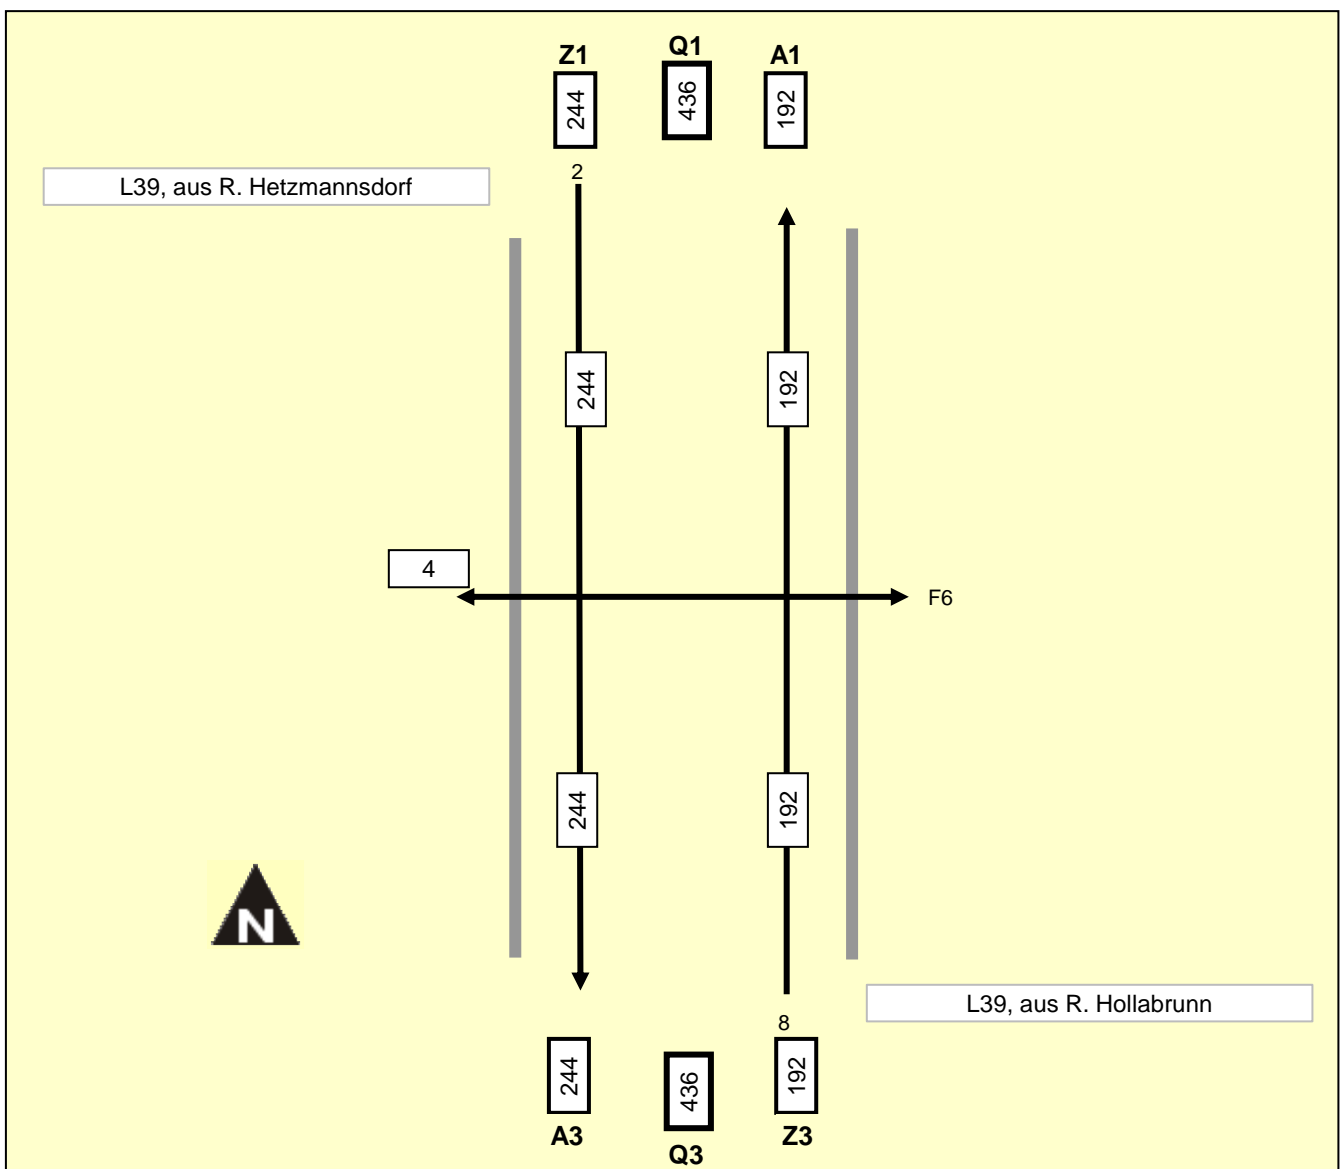 Z1
Q1
A1
244
436
192
2
L39, aus R. Hetzmannsdorf
244
192
4
F6
244
192
N
L39, aus R. Hollabrunn
8
244
436
192
A3
Q3
Z3